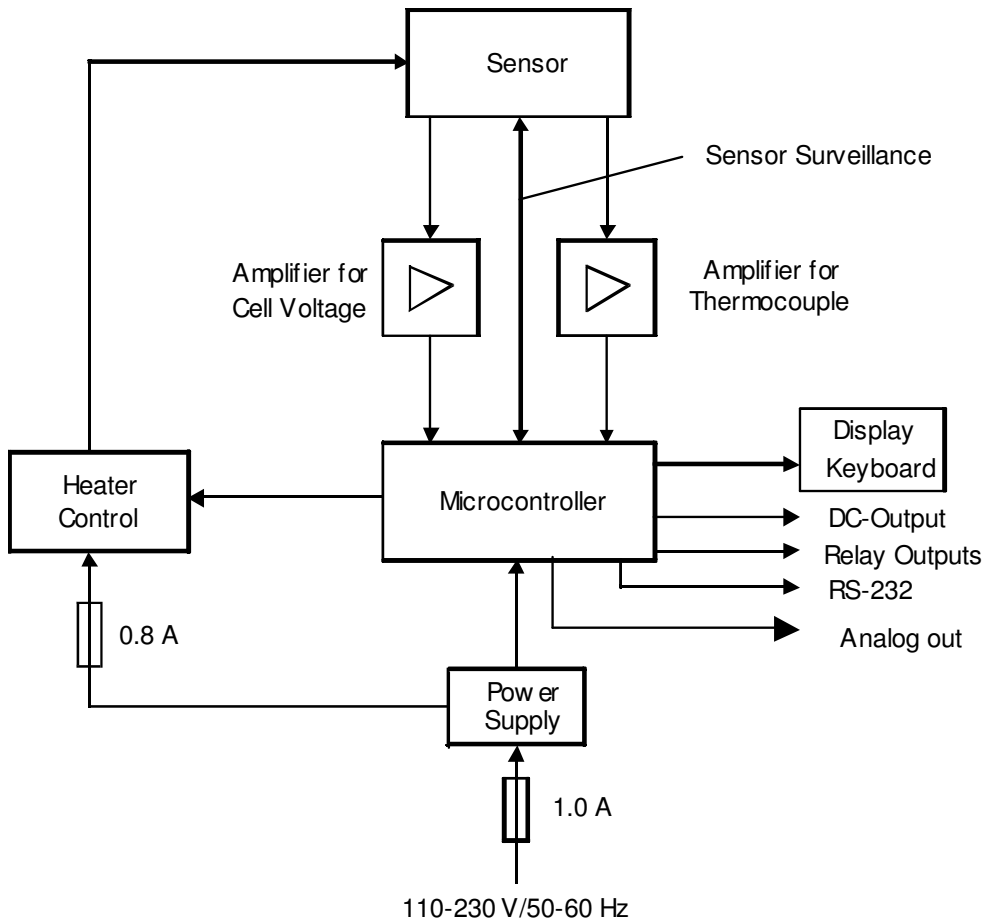 Sensor
Sensor Surveillance
Amplifier for
Cell Voltage
Amplifier for
Thermocouple
Display
Keyboard
Heater
Control
Microcontroller
DC-Output
Relay Outputs
RS-232
Analog out
0.8 A
Power
Supply
1.0 A
110-230 V/50-60 Hz